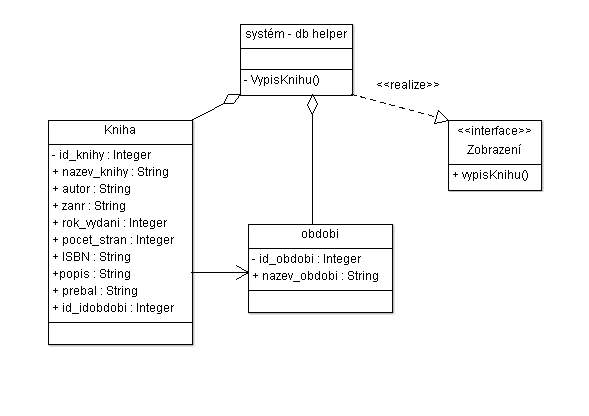 systém - db helper
- VypisKnihu()
<<realize>>
<<interface>>
Zobrazení
+ vypisKnihu()
Kniha
- id_knihy : Integer
+ nazev_knihy : String
+ autor : String
+ zanr : String
+ rok_vydani : Integer
+ pocet_stran : Integer
+ ISBN : String
+popis : String
+ prebal : String
+ id_idobdobi : Integer
obdobi
- id_obdobi : Integer
+ nazev_obdobi : String